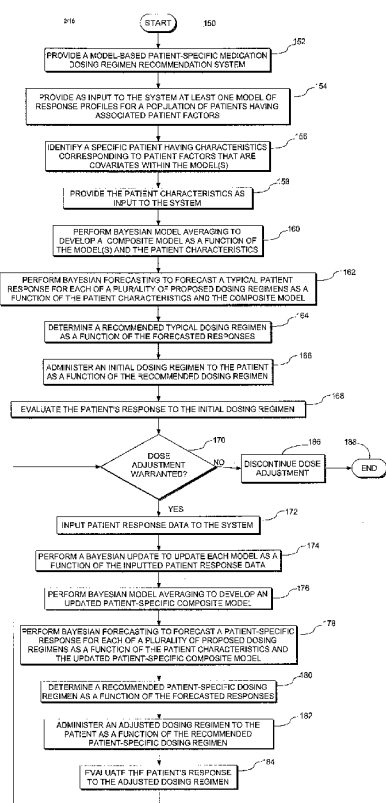 2/16
START
150
PROVIDE A MODEL-BASED PATIENT-SPECIFIC MEDICATION
DOSING REGIMEN RECOMMENDATION SYSTEM
152
PROVIDE AS INPUT TO THE SYSTEM AT LEAST ONE MODEL OF
RESPONSE PROFILES FOR A POPULATION OF PATIENTS HAVING
ASSOCIATED PATIENT FACTORS
154
IDENTIFY A SPECIFIC PATIENT HAVING CHARACTERISTICS
CORRESPONDING TO PATIENT FACTORS THAT ARE
COVARIATES WITHIN THE MODEL(S)
156
PROVIDE THE PATIENT CHARACTERISTICS AS
INPUT TO THE SYSTEM
158
PERFORM BAYESIAN MODEL AVERAGING TO
DEVELOP A COMPOSITE MODEL AS A FUNCTION OF
THE MODEL(S) AND THE PATIENT CHARACTERISTICS
160
PERFORM BAYESIAN FORECASTING TO FORECAST A TYPICAL PATIENT
RESPONSE FOR EACH OF A PLURALITY OF PROPOSED DOSING REGIMENS AS A
FUNCTION OF THE PATIENT CHARACTERISTICS AND THE COMPOSITE MODEL
162
DETERMINE A RECOMMENDED TYPICAL DOSING REGIMEN
AS A FUNCTION OF THE FORECASTED RESPONSES
164
ADMINISTER AN INITIAL DOSING REGIMEN TO THE PATIENT
AS A FUNCTION OF THE RECOMMENDED DOSING REGIMEN
166
EVALUATE THE PATIENT'S RESPONSE TO THE INITIAL DOSING REGIMEN
168
DOSE
ADJUSTMENT
WARRANTED?
170
NO
DISCONTINUE DOSE
ADJUSTMENT
186
END
188
YES
INPUT PATIENT RESPONSE DATA TO THE SYSTEM
172
PERFORM A BAYESIAN UPDATE TO UPDATE EACH MODEL AS A
FUNCTION OF THE INPUTTED PATIENT RESPONSE DATA
174
PERFORM BAYESIAN MODEL AVERAGING TO DEVELOP AN
UPDATED PATIENT-SPECIFIC COMPOSITE MODEL
176
PERFORM BAYESIAN FORECASTING TO FORECAST A PATIENT-SPECIFIC
RESPONSE FOR EACH OF A PLURALITY OF PROPOSED DOSING
REGIMENS AS A FUNCTION OF THE PATIENT CHARACTERISTICS AND
THE UPDATED PATIENT-SPECIFIC COMPOSITE MODEL
178
DETERMINE A RECOMMENDED PATIENT-SPECIFIC DOSING
REGIMEN AS A FUNCTION OF THE FORECASTED RESPONSES
180
ADMINISTER AN ADJUSTED DOSING REGIMEN TO THE
PATIENT AS A FUNCTION OF THE RECOMMENDED
PATIENT-SPECIFIC DOSING REGIMEN
182
EVALUATE THE PATIENT'S RESPONSE
TO THE ADJUSTED DOSING REGIMEN
184